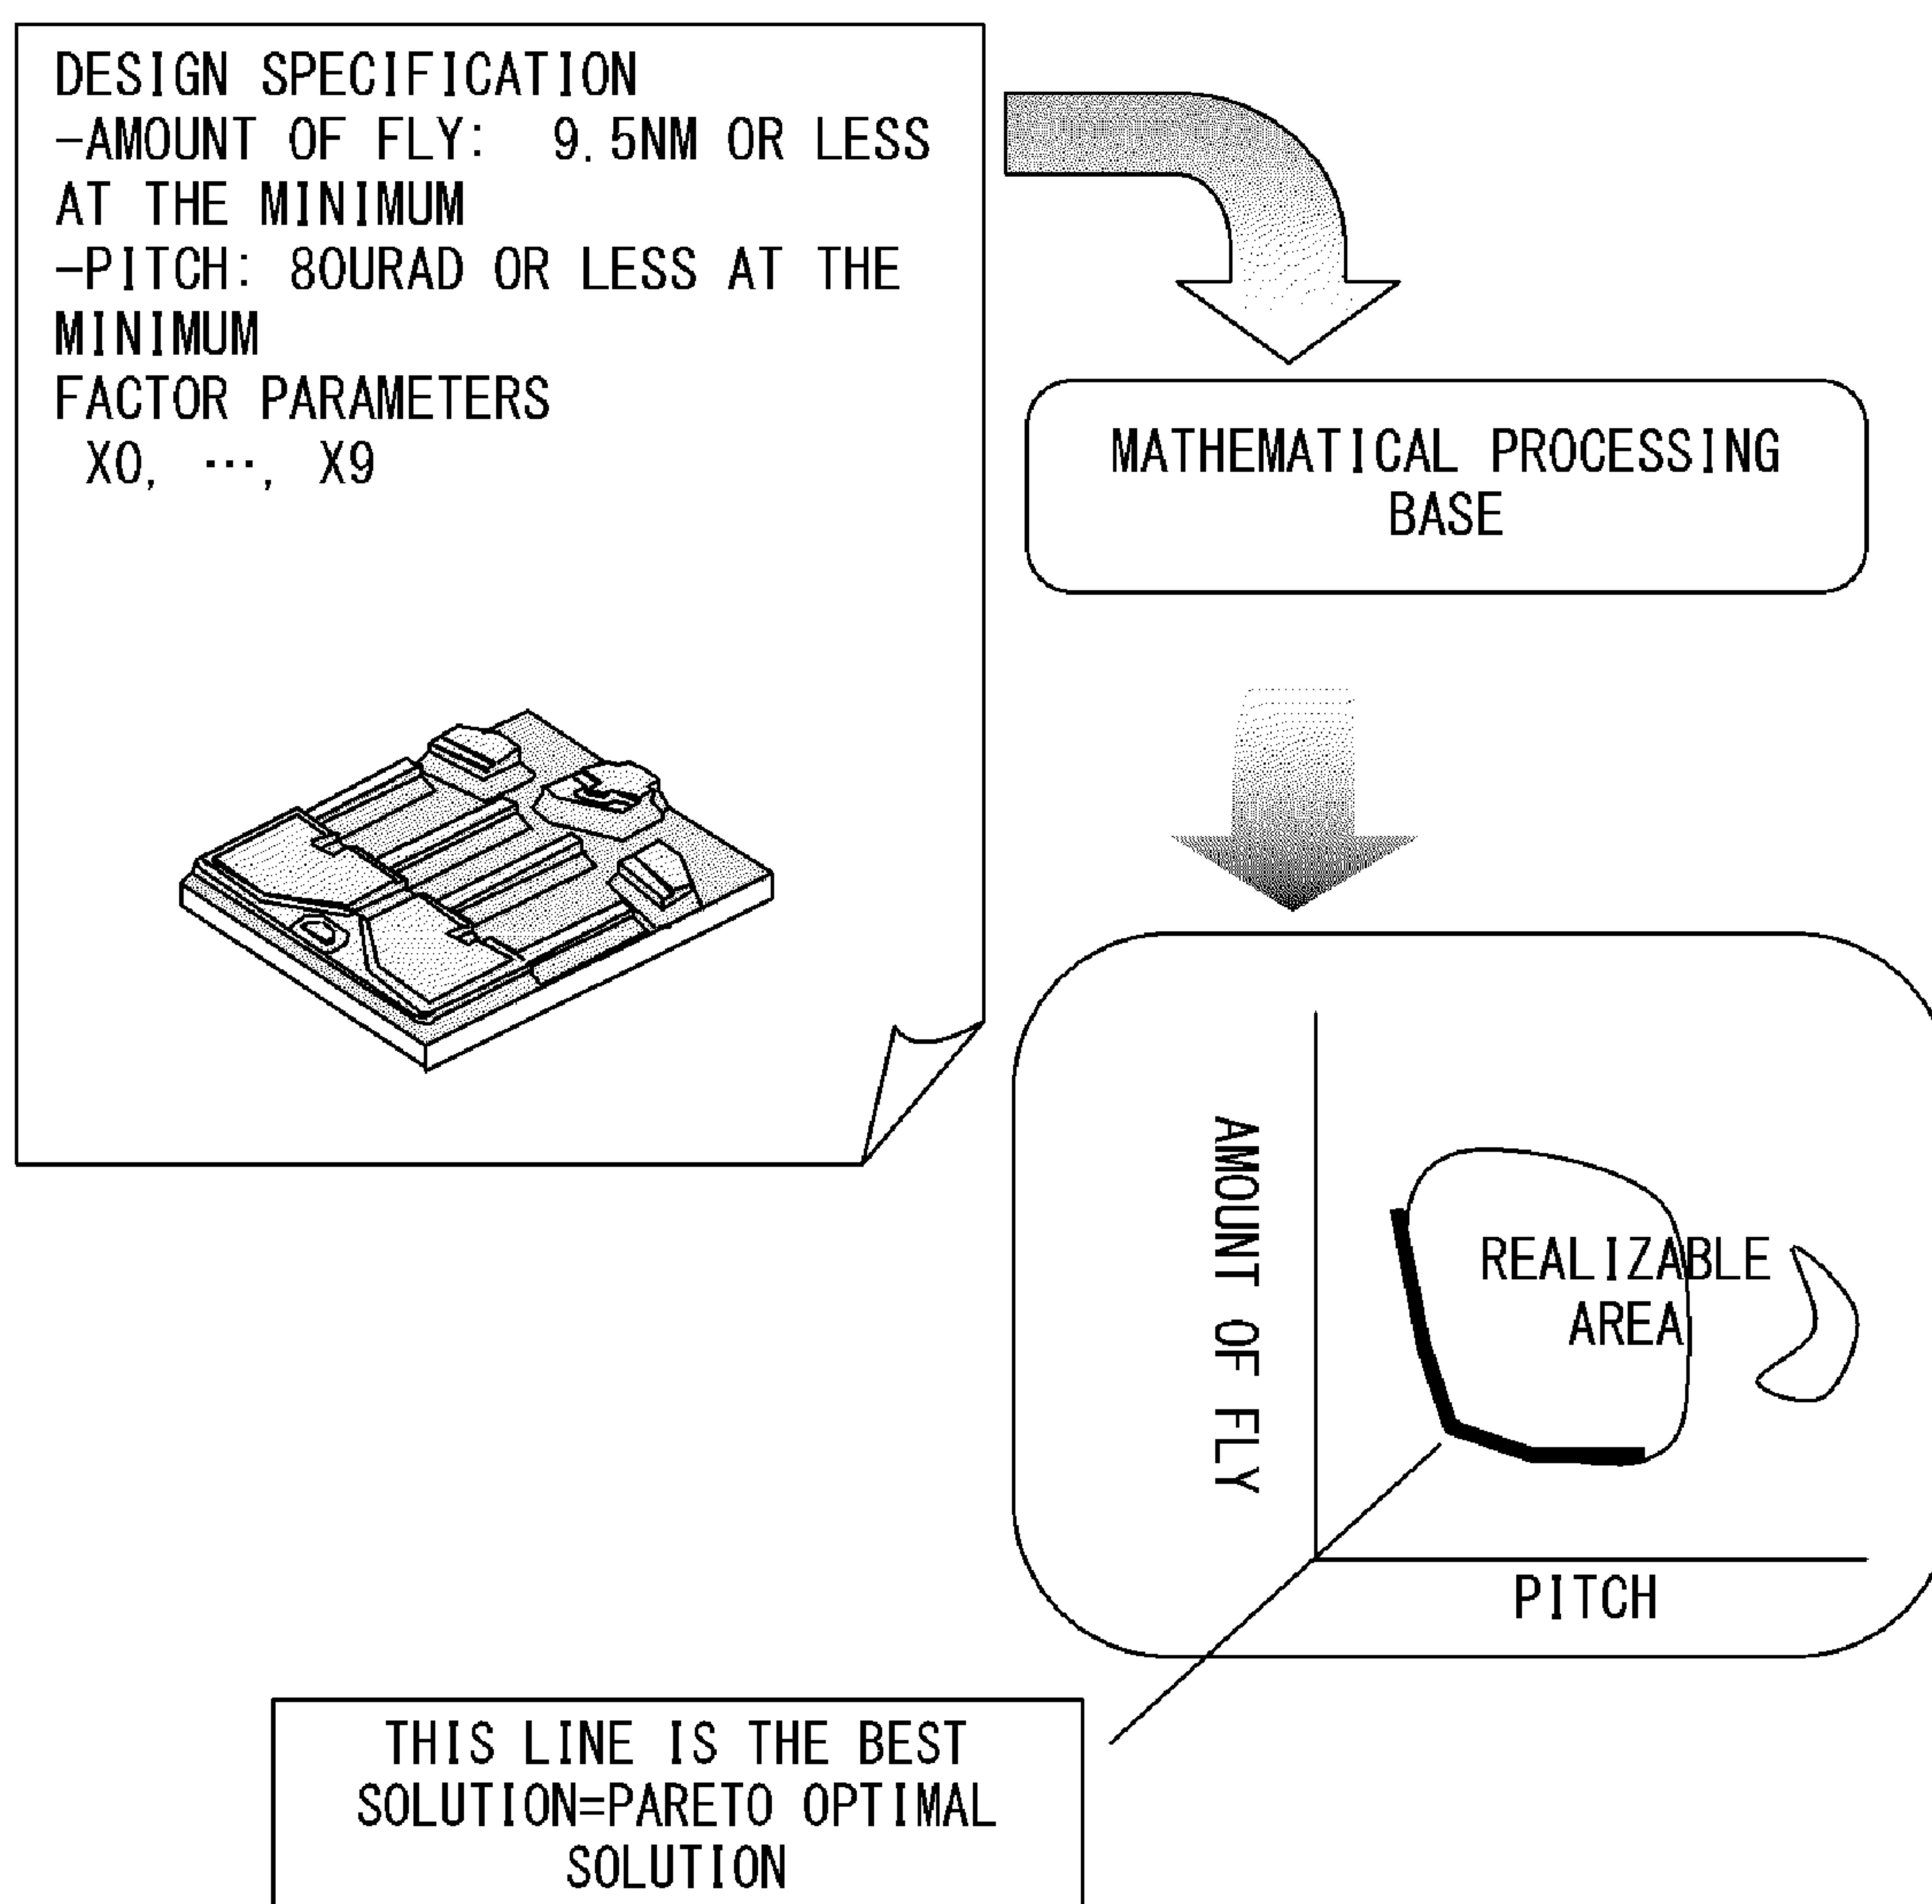 DESIGN SPECIFICATION
-AMOUNT OF FLY: 9.5NM OR LESS
AT THE MINIMUM
-PITCH: 80URAD OR LESS AT THE
MINIMUM
FACTOR PARAMETERS
X0, ···, X9
MATHEMATICAL PROCESSING
BASE
AMOUNT OF FLY
REALIZABLE
AREA
PITCH
THIS LINE IS THE BEST
SOLUTION=PARETO OPTIMAL
SOLUTION